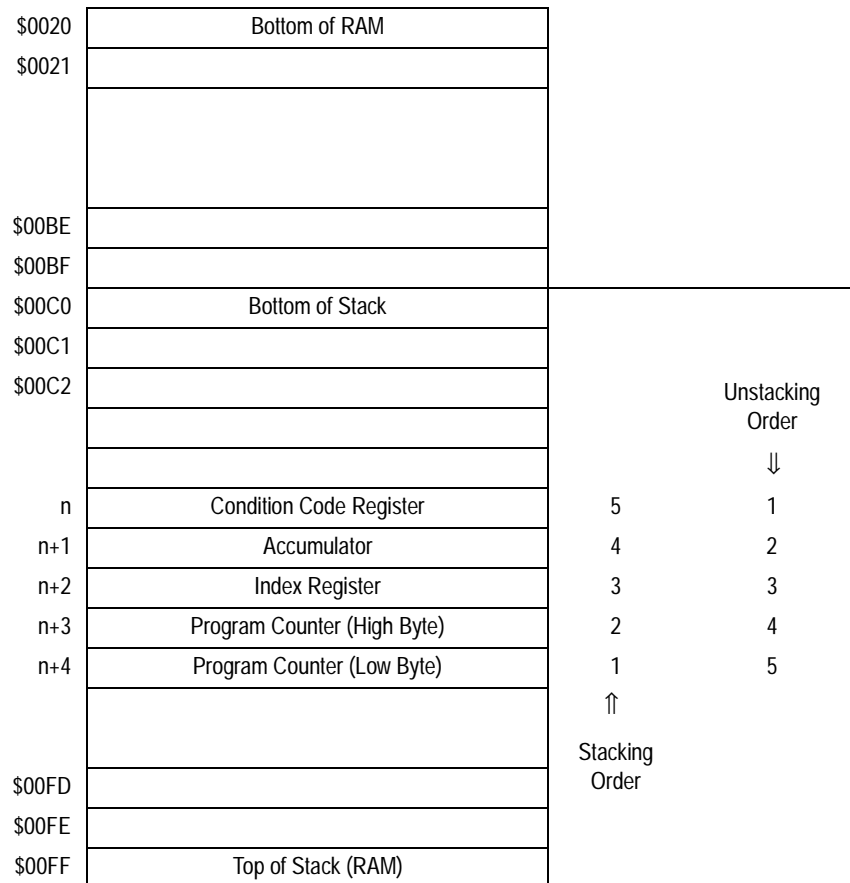 $0020 Bottom of RAM
$0021
$00BE
$00BF
$00C0 Bottom of Stack
$00C1
$00C2
Unstacking
Order
⇓
n Condition Code Register 5 1
n+1 Accumulator 4 2
n+2 Index Register 3 3
n+3 Program Counter (High Byte) 2 4
n+4 Program Counter (Low Byte) 1 5
⇑
Stacking
Order
$00FD
$00FE
$00FF Top of Stack (RAM)